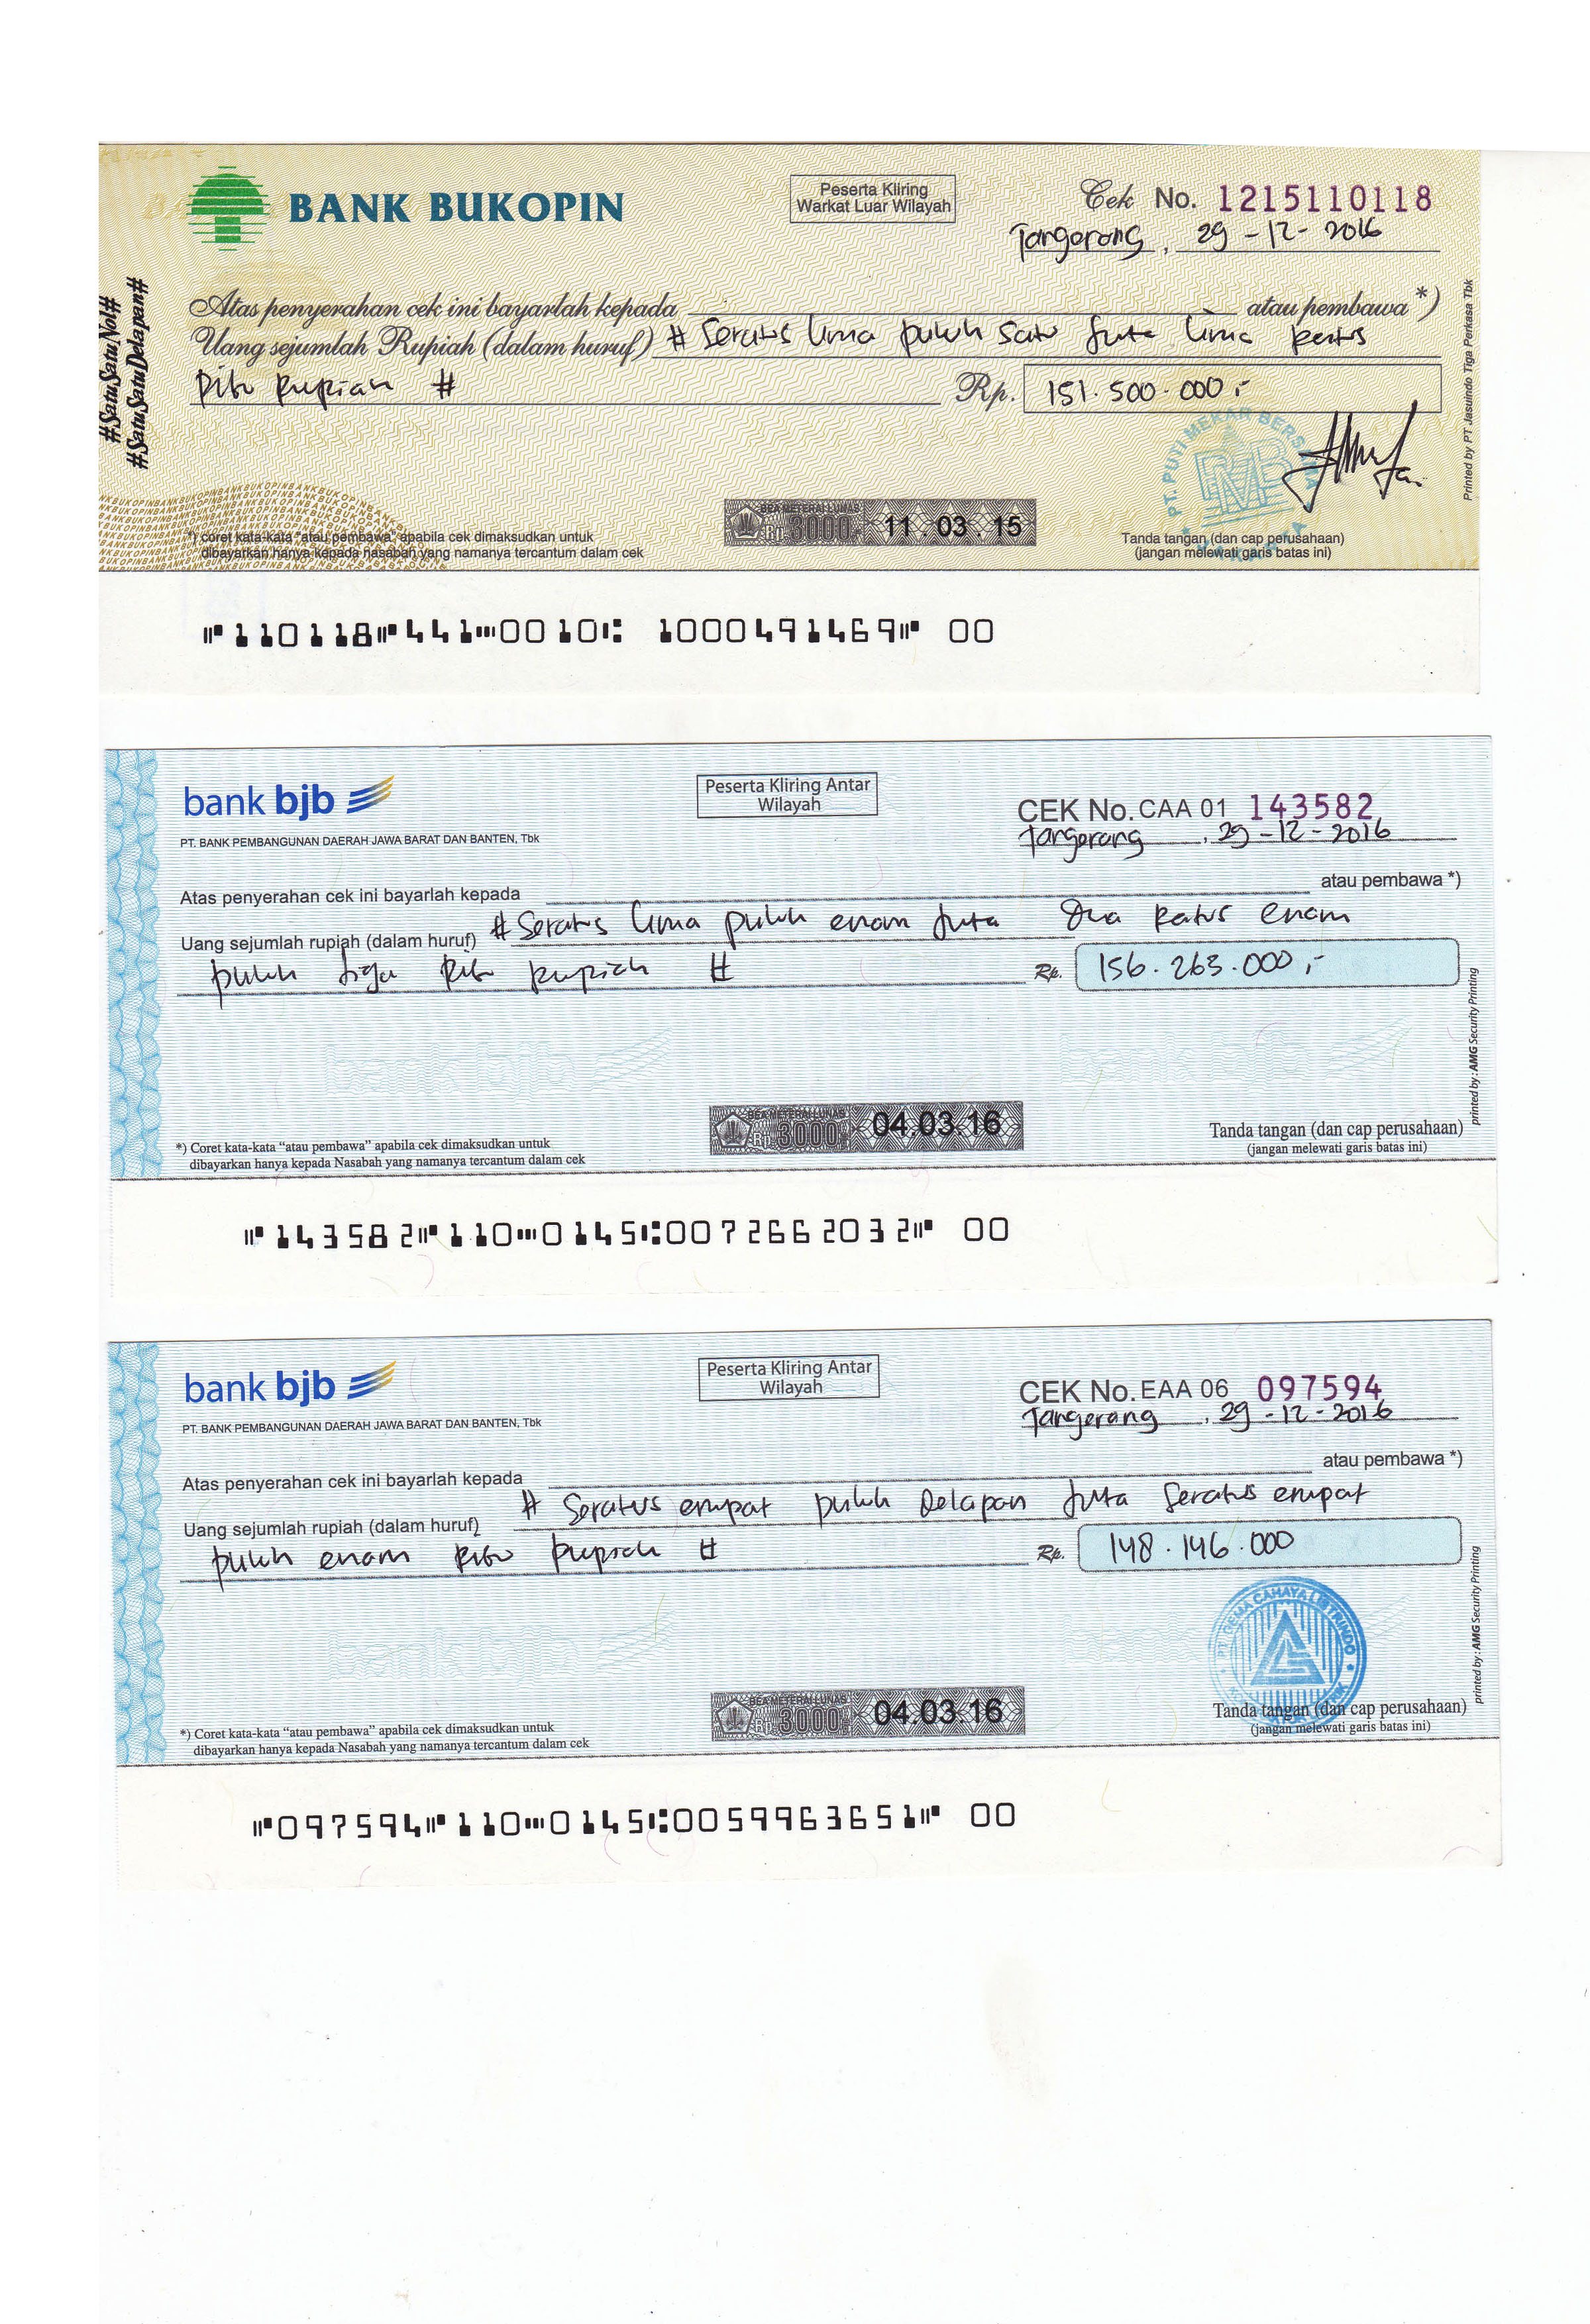 BANK BUKOPIN
Peserta Kliring
Warkat Luar Wilayah
Cek No. 1215110118
Tangerang, 29-12-2016
#SatuSatuNol#
#SatuSatuDelapan#
Atas penyerahan cek ini bayarlah kepada atau pembawa *)
Uang sejumlah Rupiah (dalam huruf) # Seratus lima puluh satu juta lima ratus
ribu rupiah #
Rp. 151.500.000,-
PT. PUTI MEKAR BERSAMA
BEA METERAI LUNAS
Rp 3000 11 03 15
*) coret kata-kata "atau pembawa" apabila cek dimaksudkan untuk
dibayarkan hanya kepada nasabah yang namanya tercantum dalam cek
Tanda tangan (dan cap perusahaan)
(jangan melewati garis batas ini)
Printed by PT Jasuindo Tiga Perkasa Tbk
⑈110118⑈441⑉0010⑆ 1000491469⑈ 00
bank bjb
PT. BANK PEMBANGUNAN DAERAH JAWA BARAT DAN BANTEN, Tbk
Peserta Kliring Antar
Wilayah
CEK No. CAA 01 143582
Tangerang, 29-12-2016
Atas penyerahan cek ini bayarlah kepada atau pembawa *)
Uang sejumlah rupiah (dalam huruf) # Seratus lima puluh enam juta dua ratus enam
puluh tiga ribu rupiah #
Rp. 156.263.000,-
BEA METERAI LUNAS
Rp. 3000 04.03.16
*) Coret kata-kata “atau pembawa” apabila cek dimaksudkan untuk
dibayarkan hanya kepada Nasabah yang namanya tercantum dalam cek
Tanda tangan (dan cap perusahaan)
(jangan melewati garis batas ini)
printed by : AMG Security Printing
⑈143582⑈110⑉0145⑆0072662032⑈ 00
bank bjb
PT. BANK PEMBANGUNAN DAERAH JAWA BARAT DAN BANTEN, Tbk
Peserta Kliring Antar
Wilayah
CEK No. EAA 06 097594
Tangerang, 29-12-2016
Atas penyerahan cek ini bayarlah kepada atau pembawa *)
Uang sejumlah rupiah (dalam huruf) # Seratus empat puluh delapan juta seratus empat
puluh enam ribu rupiah #
Rp. 148.146.000
PT. GEMA CAHAYA LISTRINDO
BEA METERAI LUNAS
Rp. 3000 04.03.16
*) Coret kata-kata “atau pembawa” apabila cek dimaksudkan untuk
dibayarkan hanya kepada Nasabah yang namanya tercantum dalam cek
Tanda tangan (dan cap perusahaan)
(jangan melewati garis batas ini)
printed by : AMG Security Printing
⑈097594⑈110⑉0145⑆0059963651⑈ 00